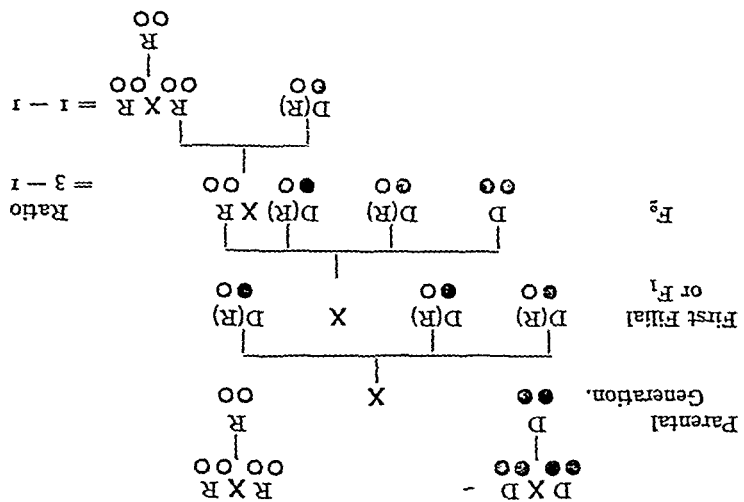 D X D R X R
Parental D R
Generation. X
First Filial D(R) D(R) X D(R)
or F₁
F₂ D D(R) D(R) X R Ratio
= 3 – 1
D(R) R X R = 1 – 1
R